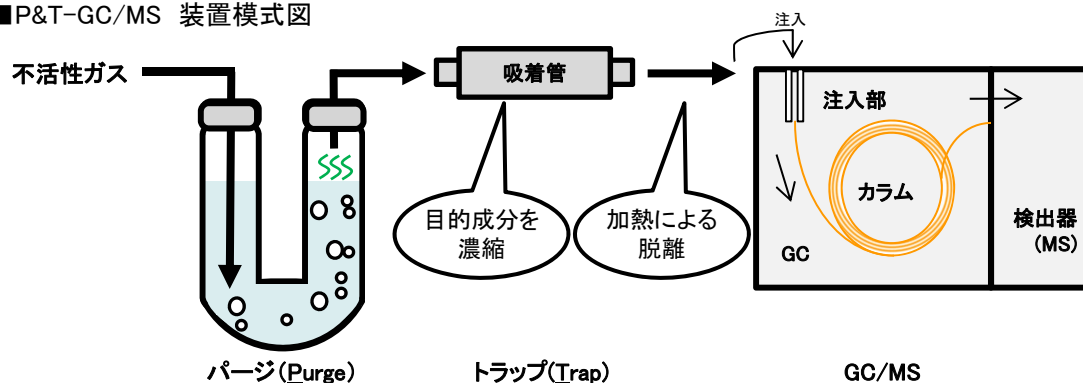 ■P&T-GC/MS 装置模式図
注入
不活性ガス
吸着管
注入部
カラム
目的成分を
濃縮
加熱による
脱離
検出器
(MS)
GC
パージ(Purge)
トラップ(Trap)
GC/MS